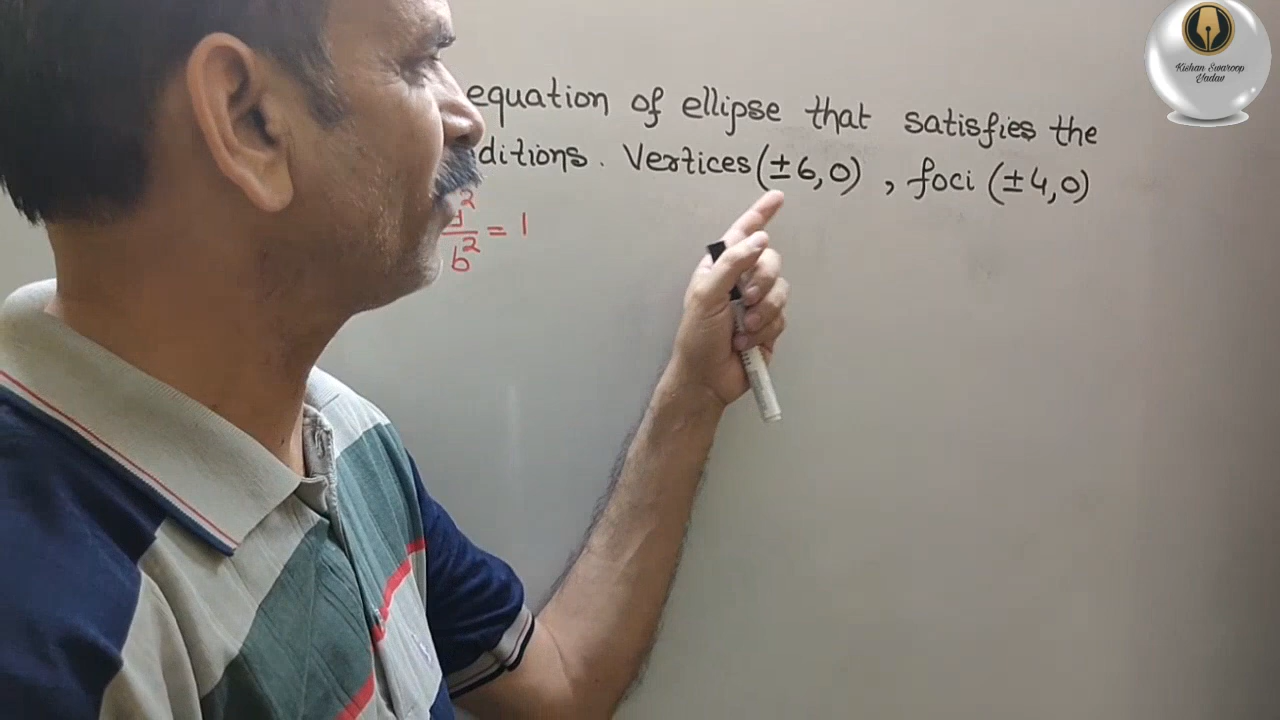 equation of ellipse that satisfies the
ditions. Vertices (±6,0), foci (±4,0)
b² = 1
Kishan Swaroop
Yadav